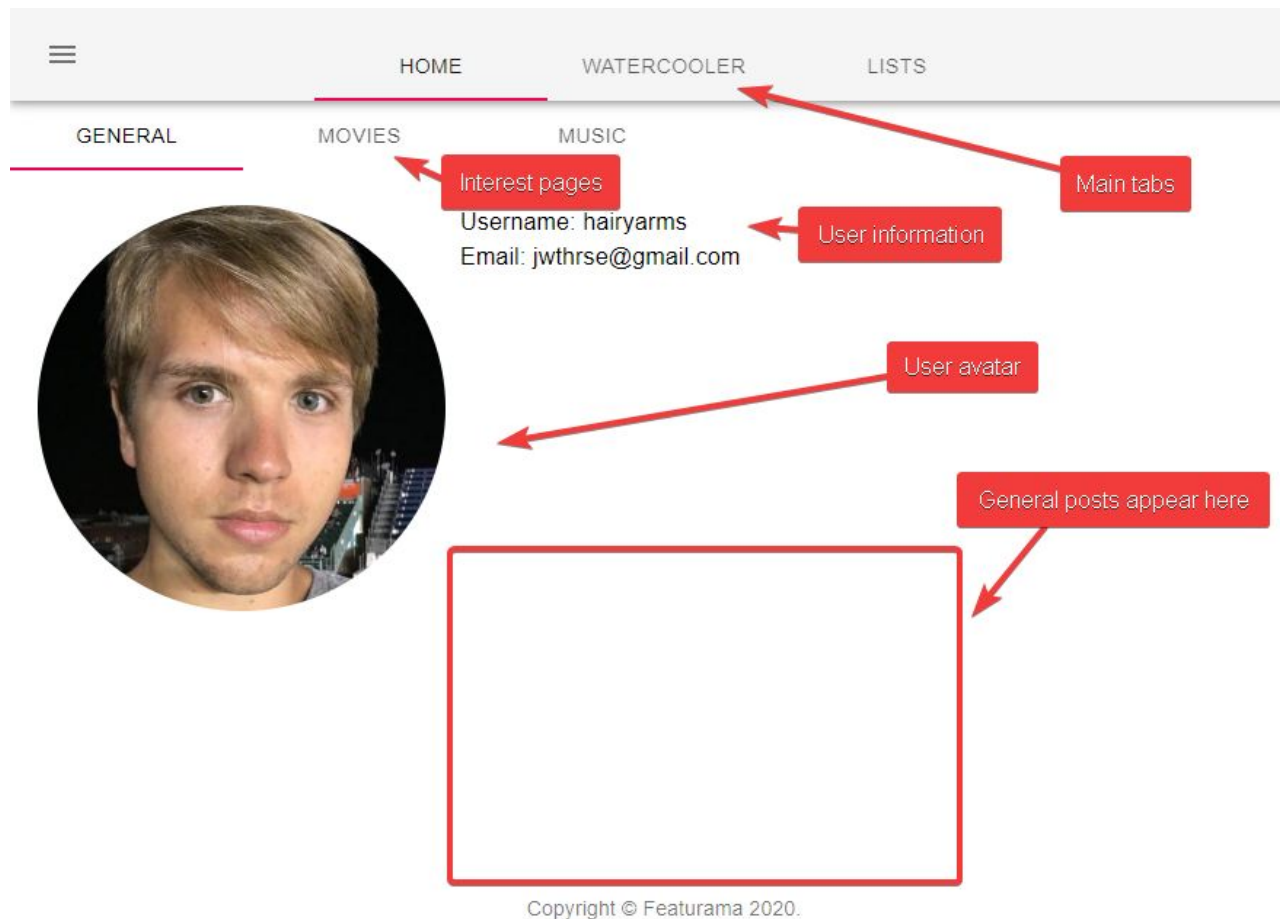 HOME WATERCOOLER LISTS
GENERAL MOVIES MUSIC
Interest pages
Main tabs
Username: hairyarms
User information
Email: jwthrse@gmail.com
User avatar
General posts appear here
Copyright © Featurama 2020.